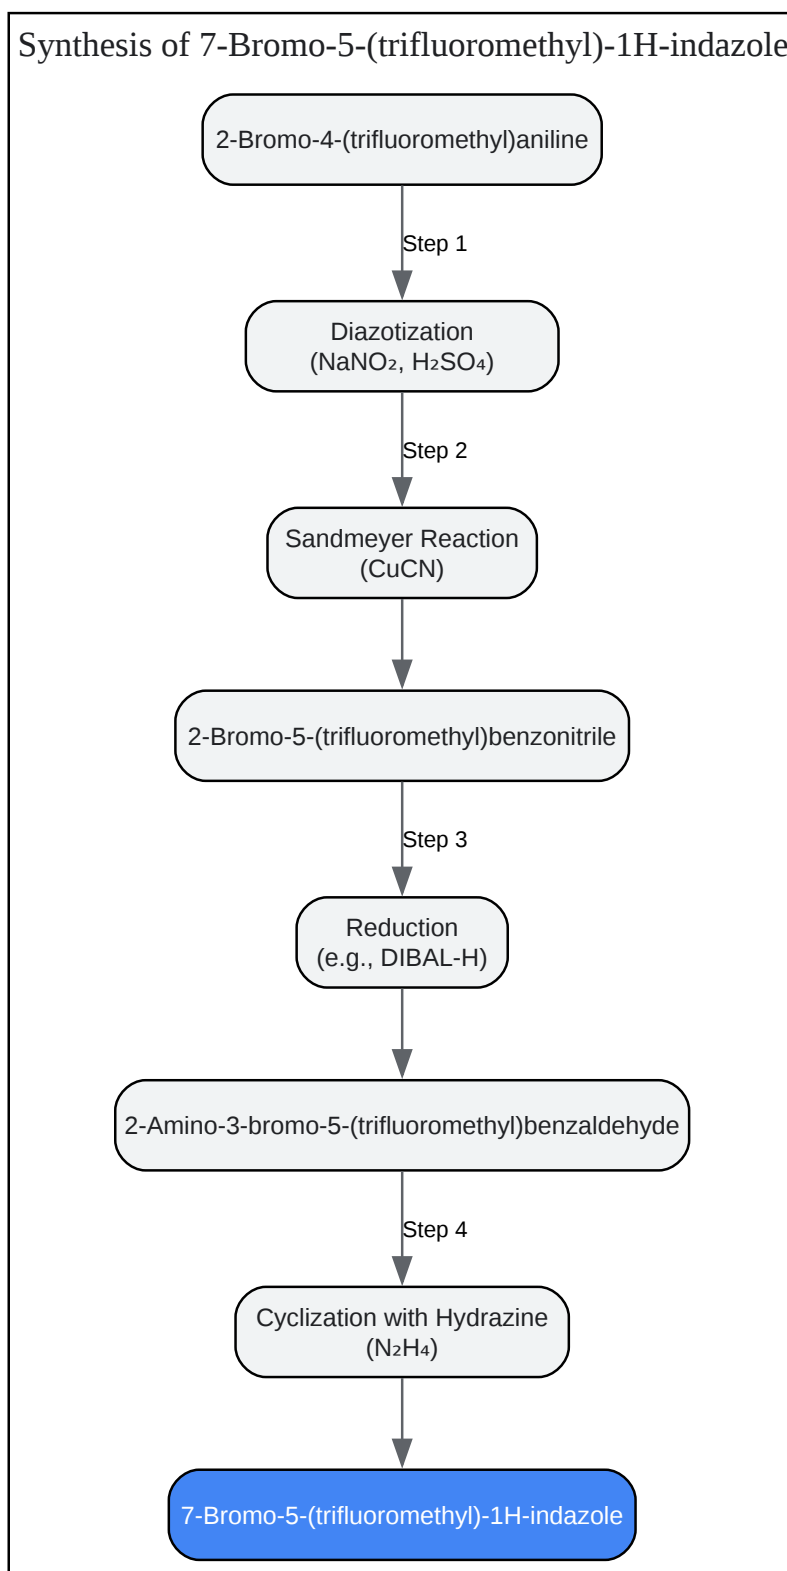 Synthesis of 7-Bromo-5-(trifluoromethyl)-1H-indazole
2-Bromo-4-(trifluoromethyl)aniline
Step 1
Diazotization
(NaNO₂, H₂SO₄)
Step 2
Sandmeyer Reaction
(CuCN)
2-Bromo-5-(trifluoromethyl)benzonitrile
Step 3
Reduction
(e.g., DIBAL-H)
2-Amino-3-bromo-5-(trifluoromethyl)benzaldehyde
Step 4
Cyclization with Hydrazine
(N₂H₄)
7-Bromo-5-(trifluoromethyl)-1H-indazole